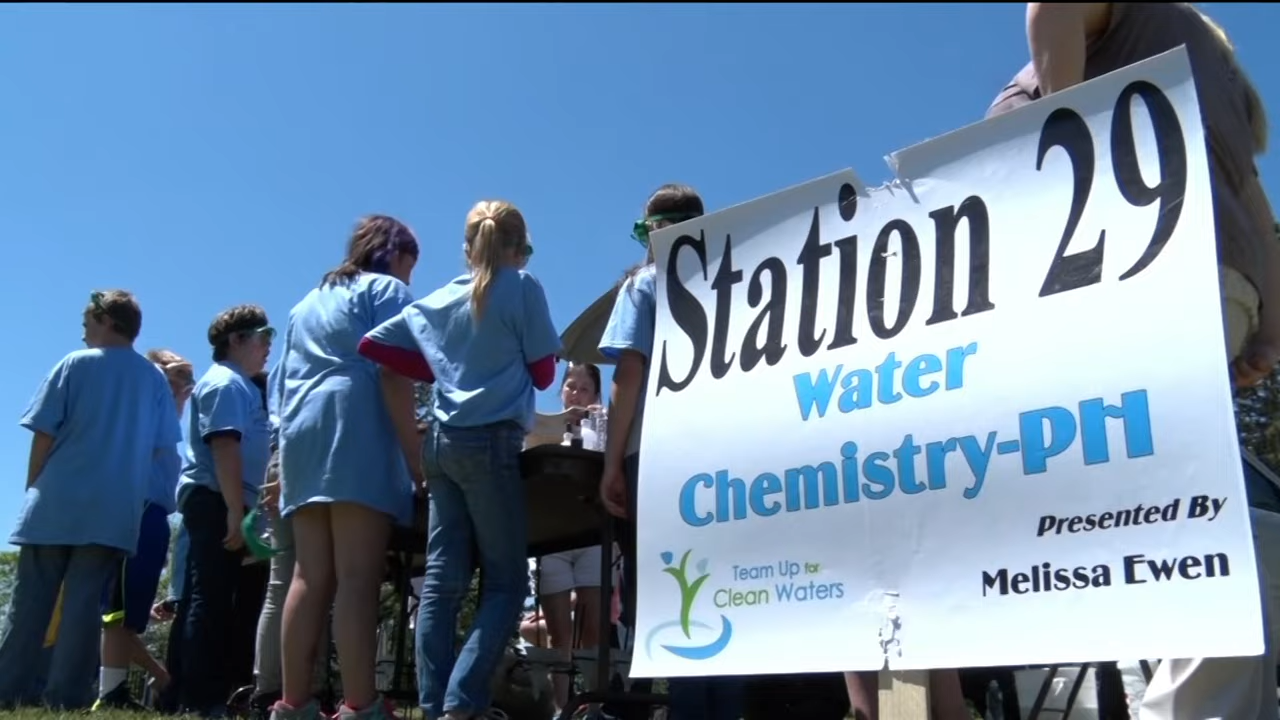 Station 29
Water
Chemistry-PH
Presented By
Melissa Ewen
Team Up for
Clean Waters